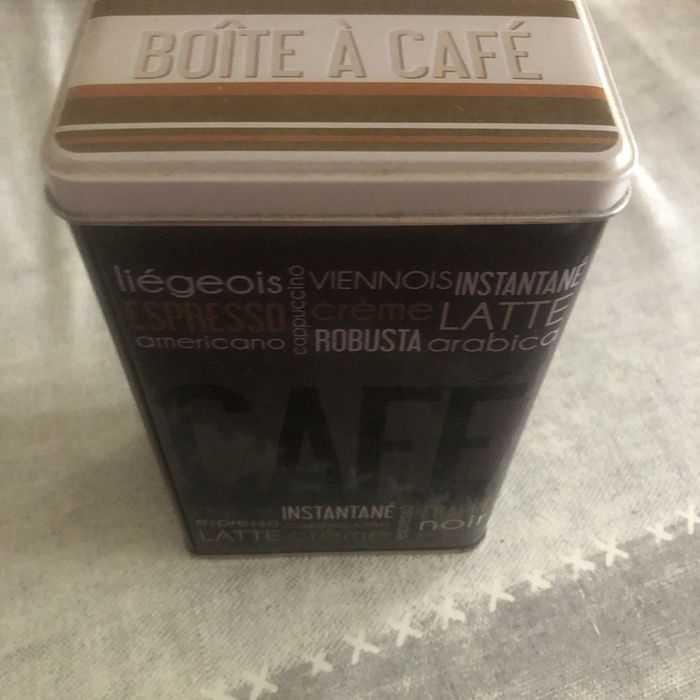 BOÎTE À CAFÉ
liégeois cappuccino VIENNOIS INSTANTANÉ
ESPRESSO crème LATTE
americano ROBUSTA arabica
CAFÉ
INSTANTANÉ
espresso cappuccino espresso noir
LATTE crème